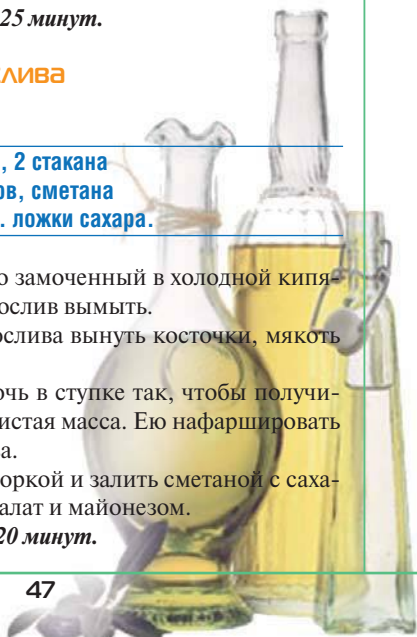 25 минут.
слива
, 2 стакана
ов, сметана
. ложки сахара.
о замоченный в холодной кипя-
ослив вымыть.
ослива вынуть косточки, мякоть
очь в ступке так, чтобы получи-
истая масса. Ею нафаршировать
а.
оркой и залить сметаной с саха-
алат и майонезом.
20 минут.
47